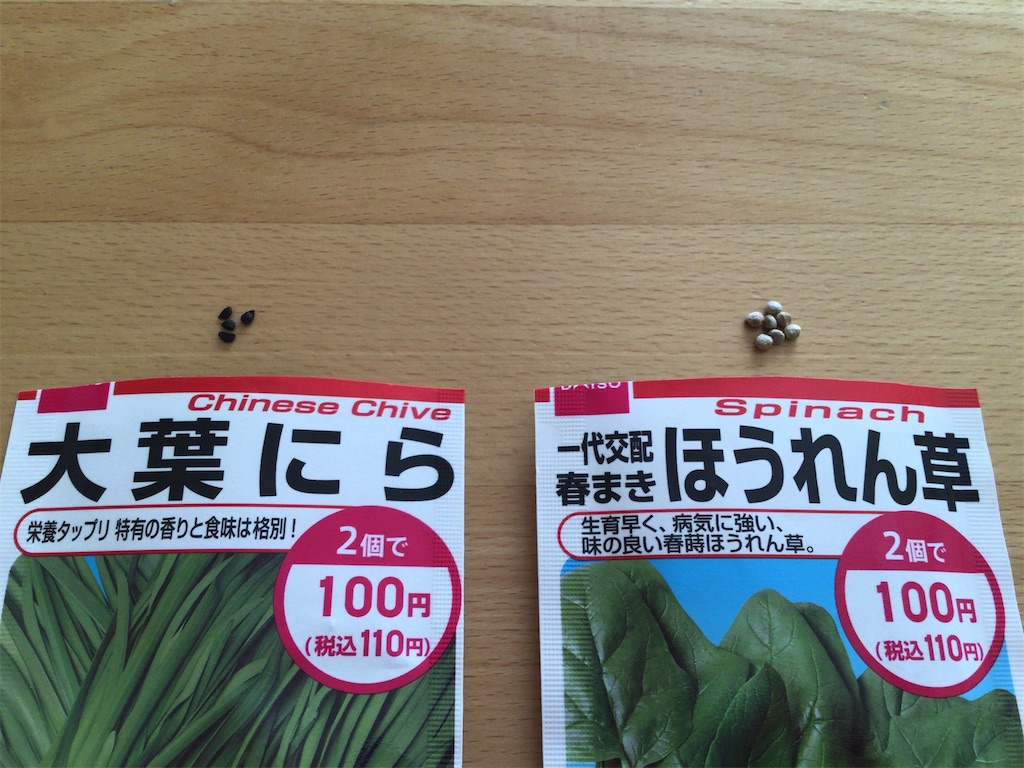 Chinese Chive
大葉にら
栄養タップリ 特有の香りと食味は格別！
2個で
100円
(税込110円)
DAISO
Spinach
一代交配
春まき
ほうれん草
生育早く、病気に強い、
味の良い春蒔ほうれん草。
2個で
100円
(税込110円)